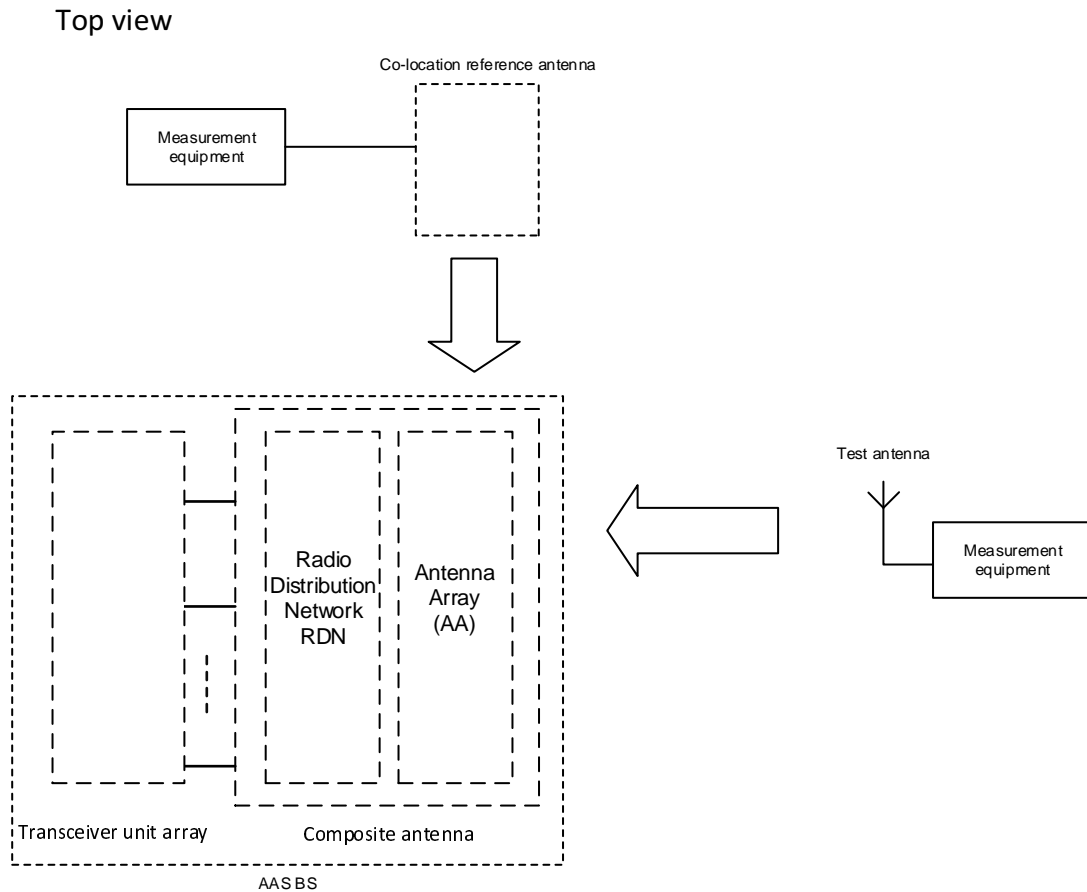 Top view
Co-location reference antenna
Measurement
equipment
Test antenna
Measurement
equipment
Radio
Distribution
Network
RDN
Antenna
Array
(AA)
Transceiver unit array
Composite antenna
AAS BS